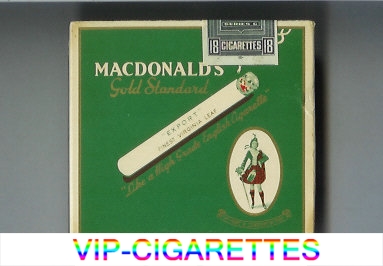 SERIES C
18 CIGARETTES 18
MACDONALD'S
Gold Standard
"EXPORT"
FINEST VIRGINIA LEAF
"Like a High Grade English Cigarette"
VIP-CIGARETTES